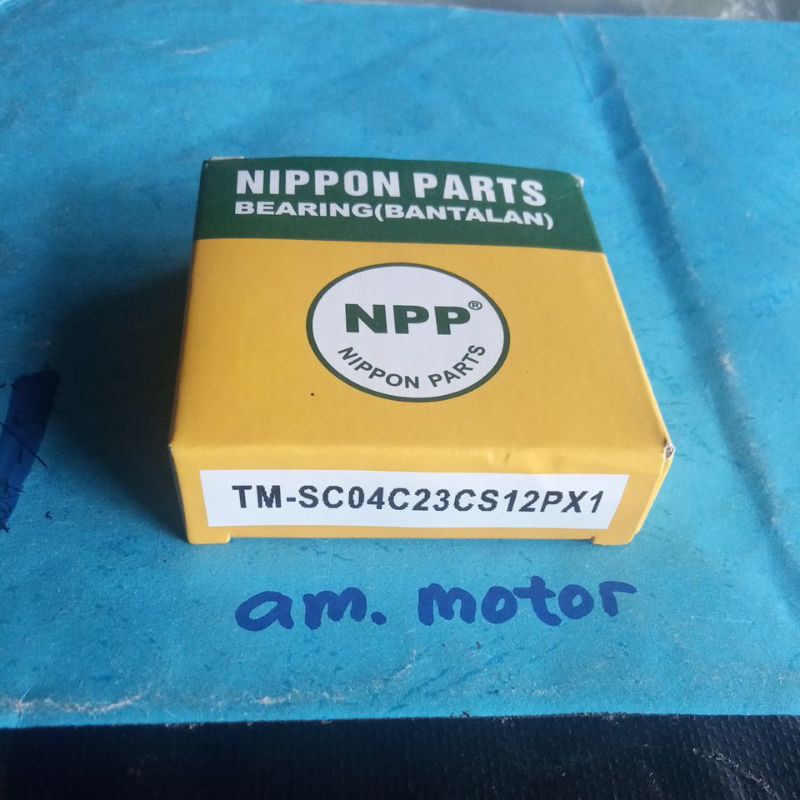 NIPPON PARTS
BEARING(BANTALAN)
NPP®
NIPPON PARTS
TM-SC04C23CS12PX1
am. motor